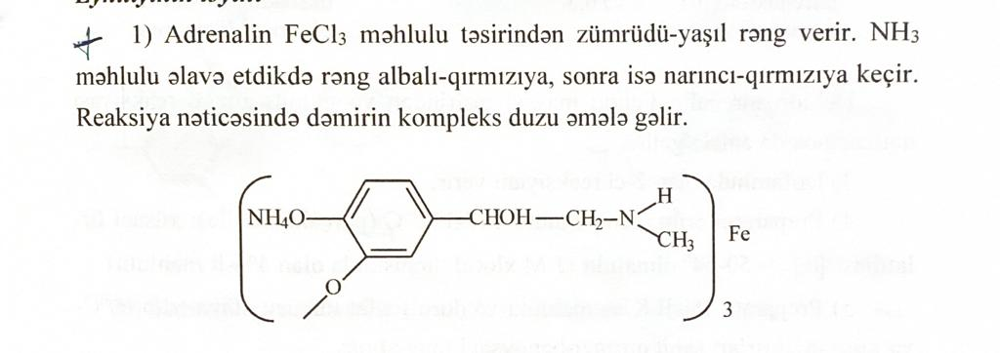 1) Adrenalin FeCl3 məhlulu təsirindən zümrüdü-yaşıl rəng verir. NH3
məhlulu əlavə etdikdə rəng albalı-qırmızıya, sonra isə narıncı-qırmızıya keçir.
Reaksiya nəticəsində dəmirin kompleks duzu əmələ gəlir.
H
NH4O CHOH—CH2—N
CH3 Fe
O
3